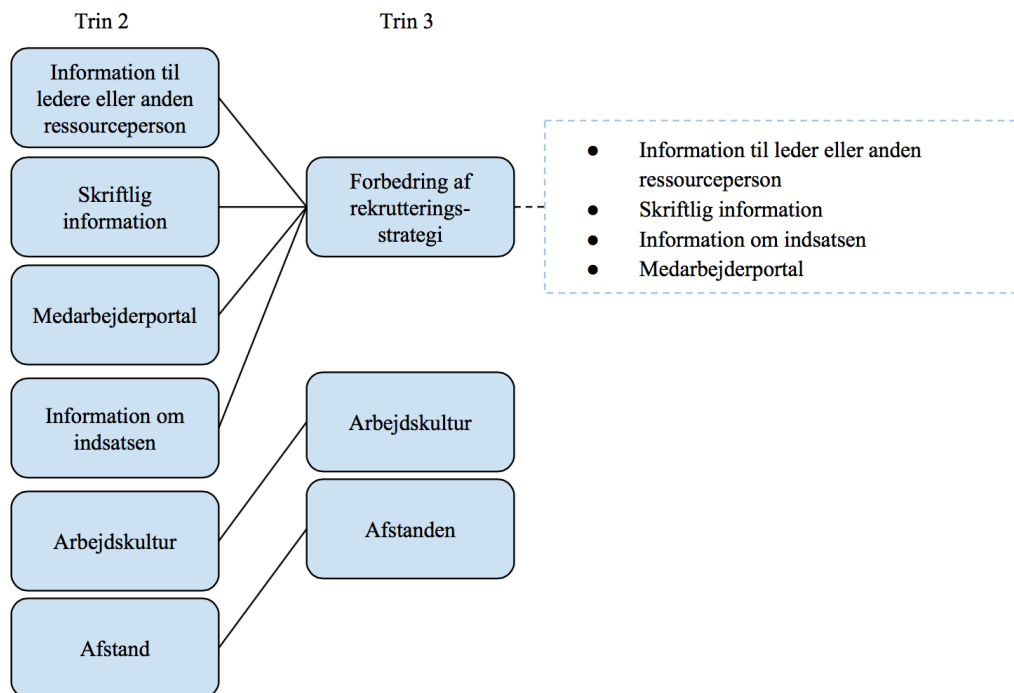 Trin 2
Trin 3
Information til
ledere eller anden
ressourceperson
Skriftlig
information
Medarbejderportal
Information om
indsatsen
Arbejdskultur
Afstand
Forbedring af
rekrutterings-
strategi
Arbejdskultur
Afstanden
● Information til leder eller anden
ressourceperson
● Skriftlig information
● Information om indsatsen
● Medarbejderportal